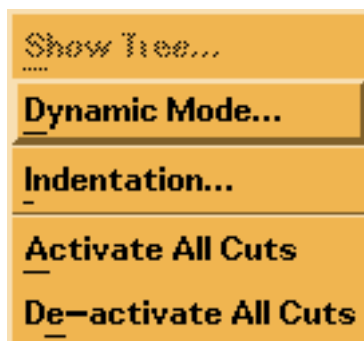 Show Tree...
Dynamic Mode...
Indentation...
Activate All Cuts
De-activate All Cuts